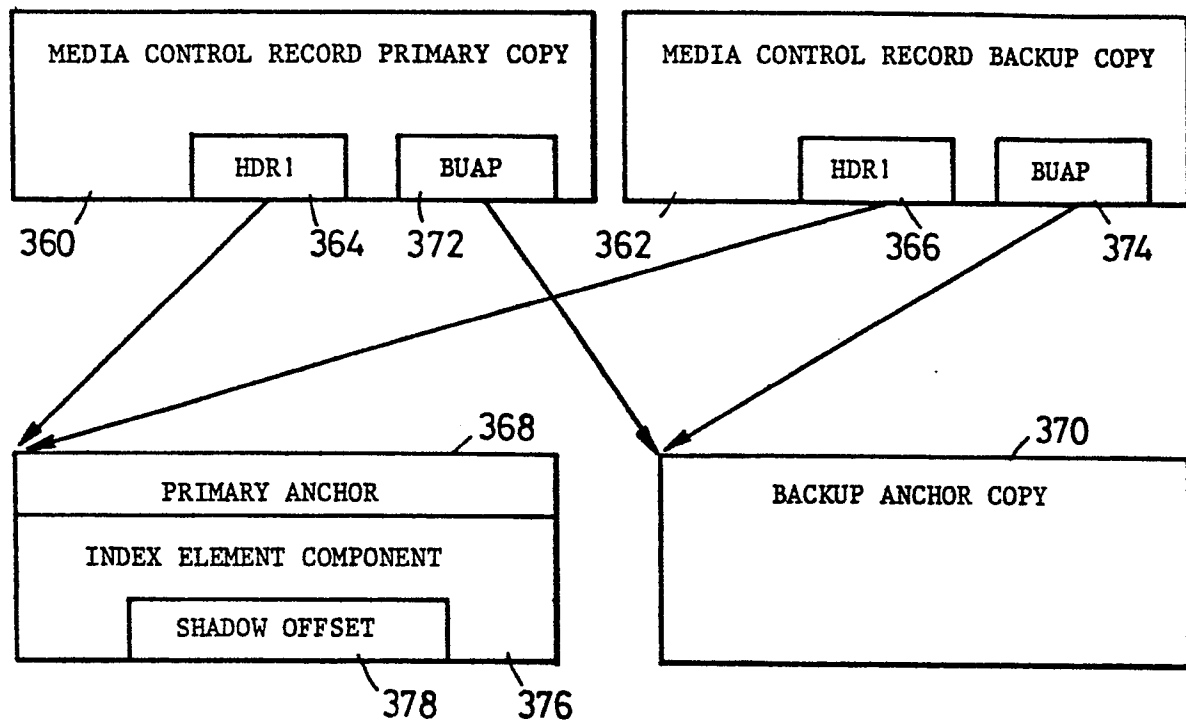 MEDIA CONTROL RECORD PRIMARY COPY
MEDIA CONTROL RECORD BACKUP COPY
HDR1
BUAP
HDR1
BUAP
360
364
372
362
366
374
368
370
PRIMARY ANCHOR
BACKUP ANCHOR COPY
INDEX ELEMENT COMPONENT
SHADOW OFFSET
378
376